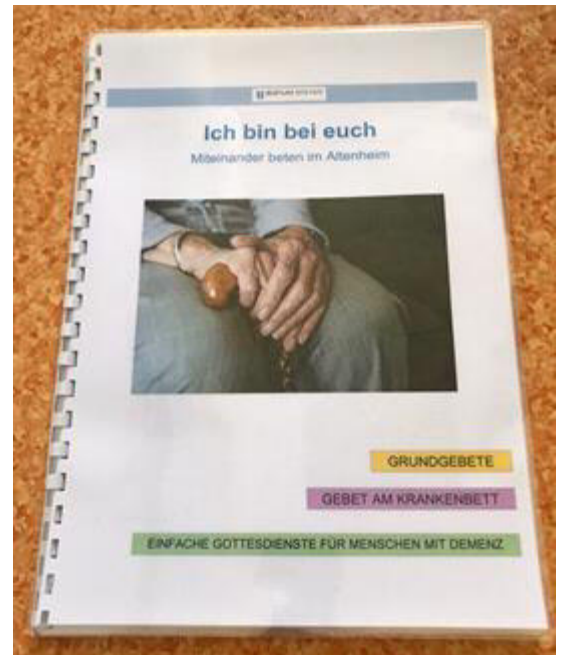 Ich bin bei euch
Miteinander beten im Altenheim
GRUNDGEBETE
GEBET AM KRANKENBETT
EINFACHE GOTTESDIENSTE FÜR MENSCHEN MIT DEMENZ